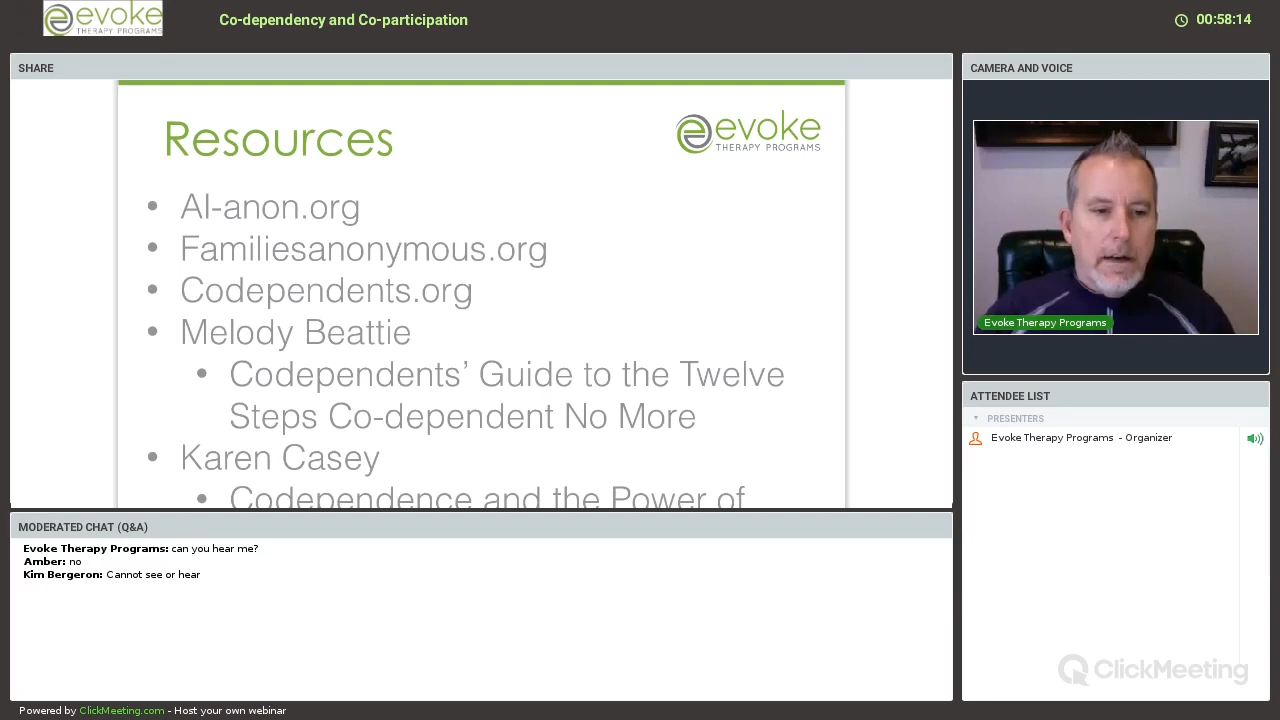 evoke
THERAPY PROGRAMS
Co-dependency and Co-participation
00:58:14
SHARE
Resources
evoke
THERAPY PROGRAMS
• Al-anon.org
• Familiesanonymous.org
• Codependents.org
• Melody Beattie
• Codependents’ Guide to the Twelve
Steps Co-dependent No More
• Karen Casey
• Codependence and the Power of
MODERATED CHAT (Q&A)
Evoke Therapy Programs: can you hear me?
Amber: no
Kim Bergeron: Cannot see or hear
CAMERA AND VOICE
Evoke Therapy Programs
ATTENDEE LIST
PRESENTERS
Evoke Therapy Programs - Organizer
ClickMeeting
Powered by ClickMeeting.com - Host your own webinar